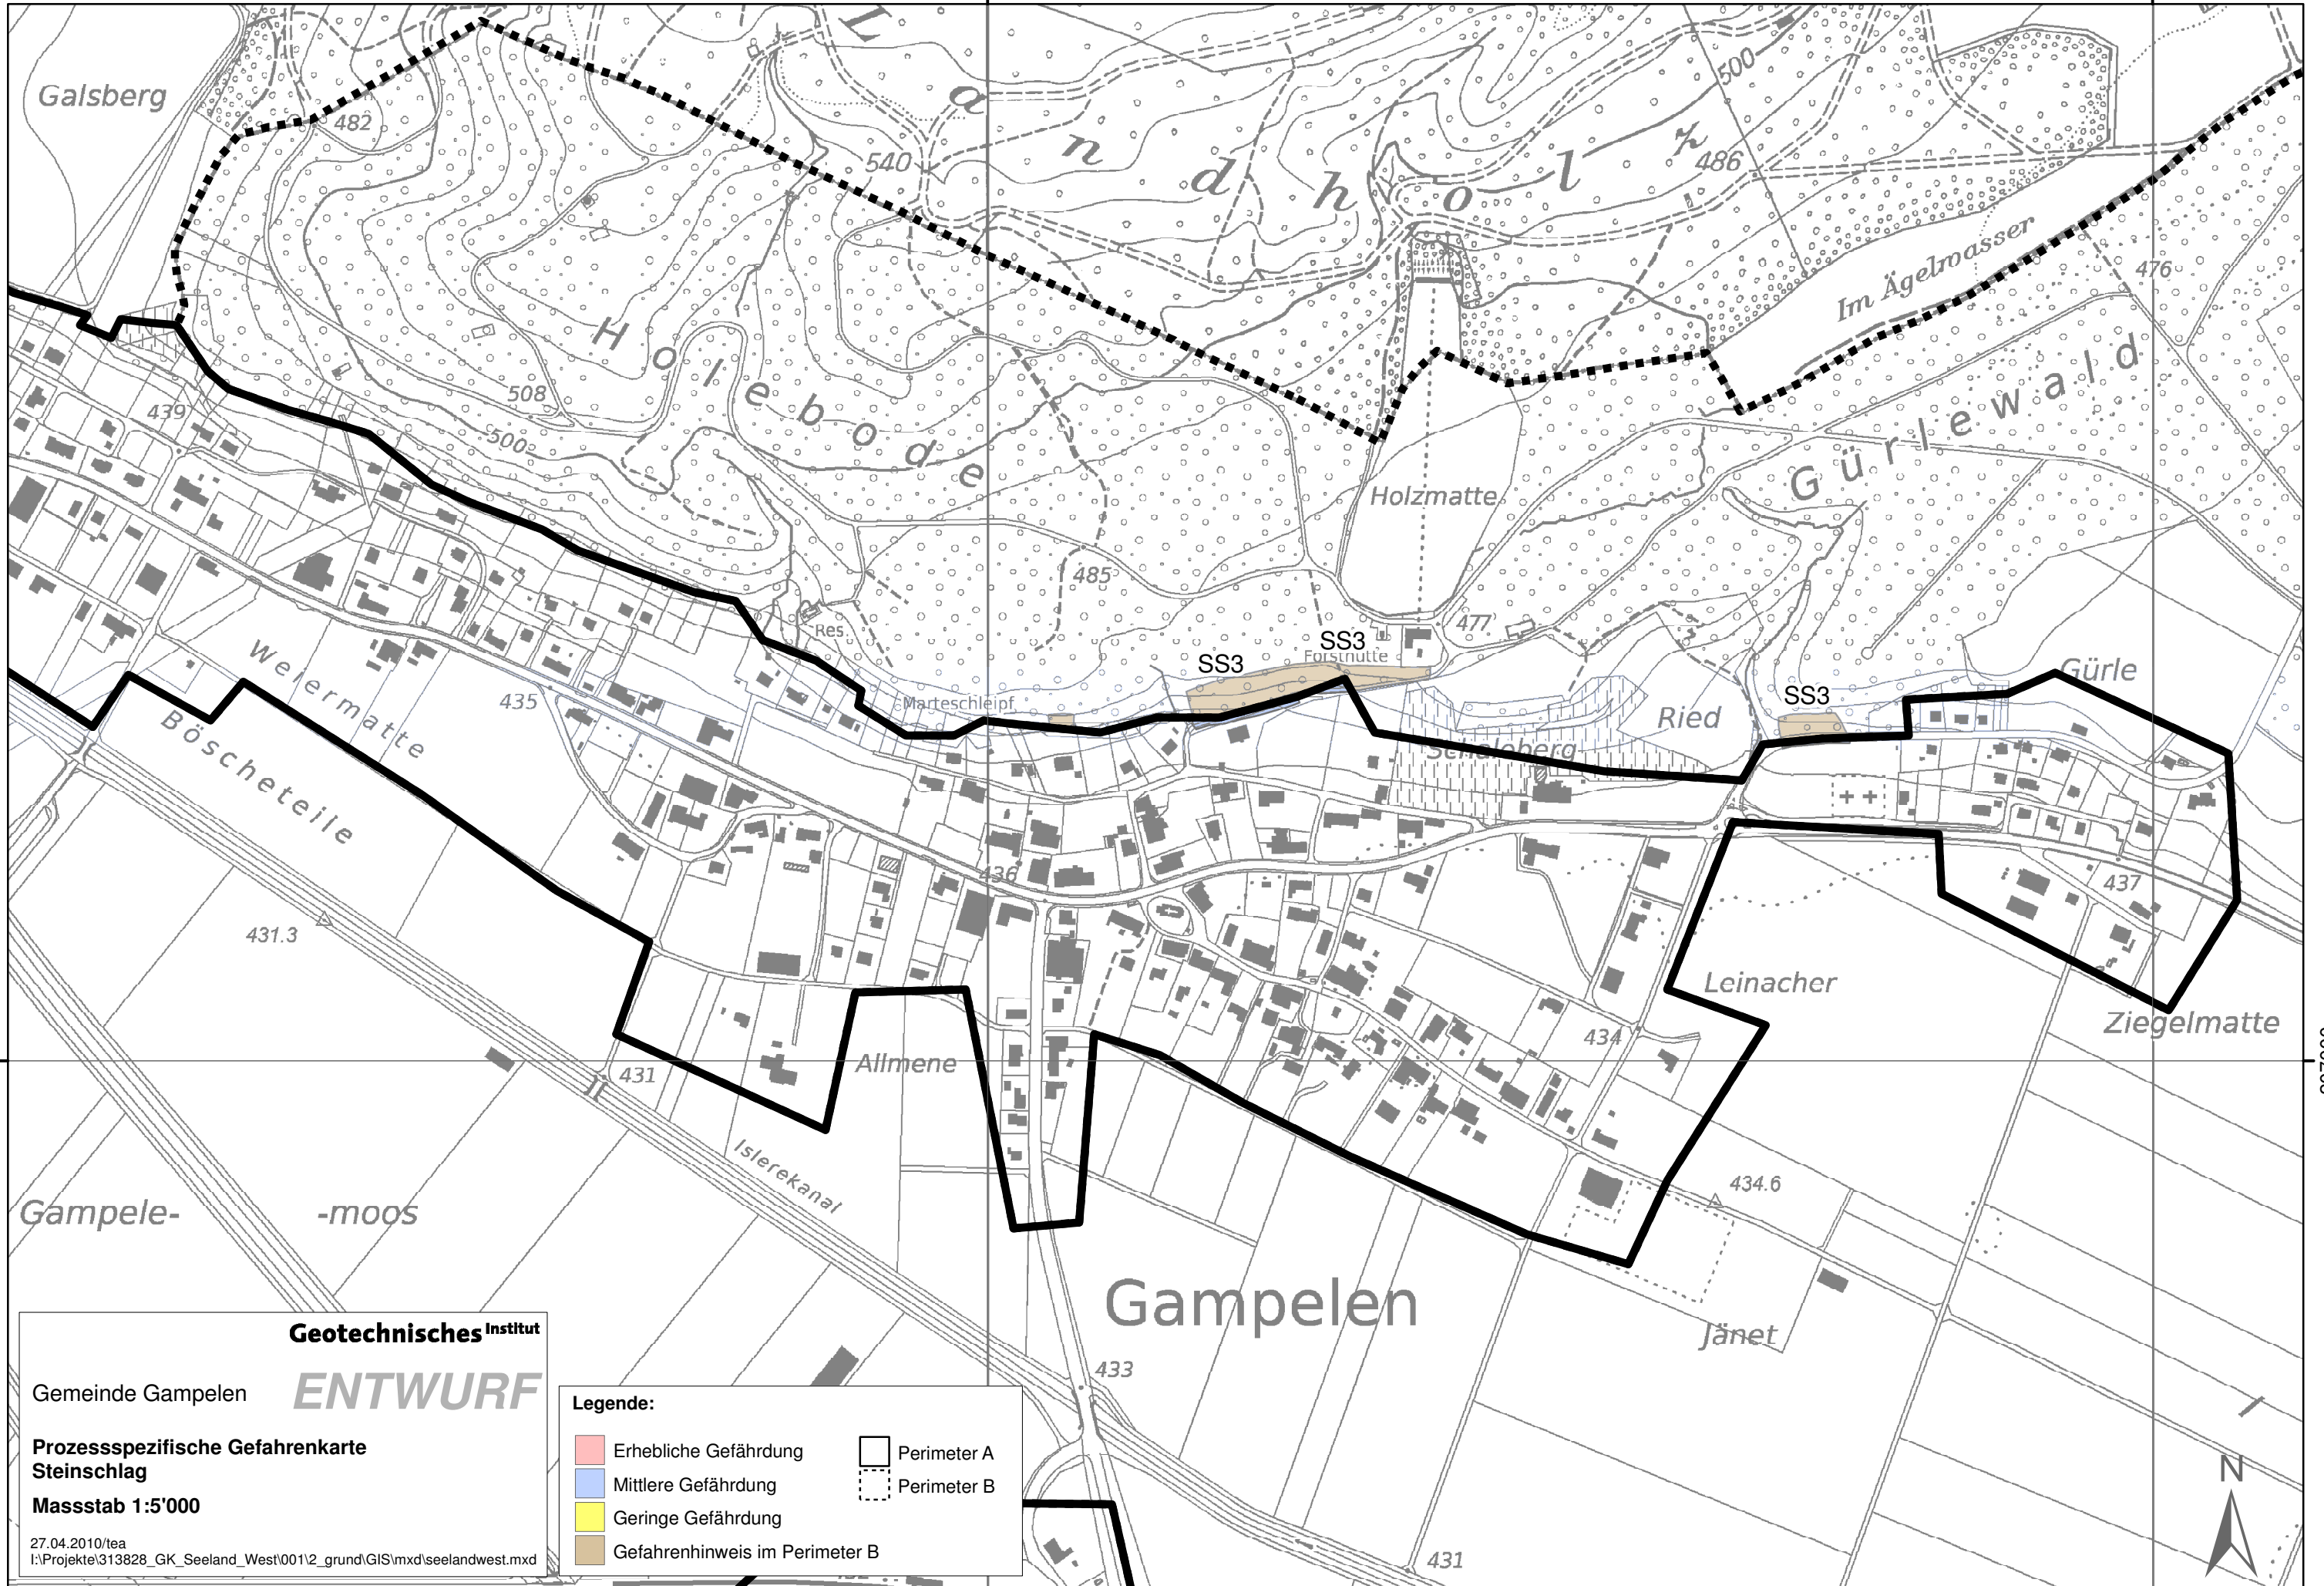 Galsberg
482
L a n d h o l z
500
540
486
Im Ägelmoasser
476
H o l e b o d e
508
500
439
G ü r l e w a l d
Holzmatte
485
Res.
477
SS3
SS3
Forsthütte
SS3
Gürle
Ried
Marteschleipf
Schaleberg
Weiermatte
435
Böscheteile
436
437
431.3
Leinacher
Ziegelmatte
434
Allmene
431
Islerekanal
434.6
Gampele-
-moos
Gampelen
Jänet
433
431
N
Geotechnisches Institut
Gemeinde Gampelen
ENTWURF
Prozessspezifische Gefahrenkarte
Steinschlag
Massstab 1:5'000
27.04.2010/tea
I:\Projekte\313828_GK_Seeland_West\001\2_grund\GIS\mxd\seelandwest.mxd
Legende:
Erhebliche Gefährdung
Mittlere Gefährdung
Geringe Gefährdung
Gefahrenhinweis im Perimeter B
Perimeter A
Perimeter B